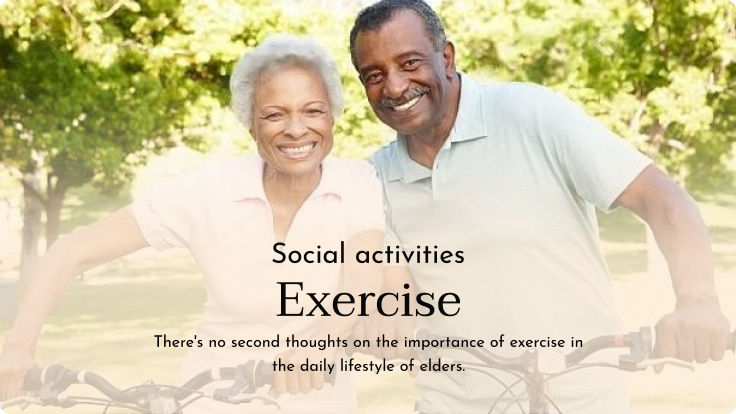 Social activities
Exercise
There's no second thoughts on the importance of exercise in
the daily lifestyle of elders.